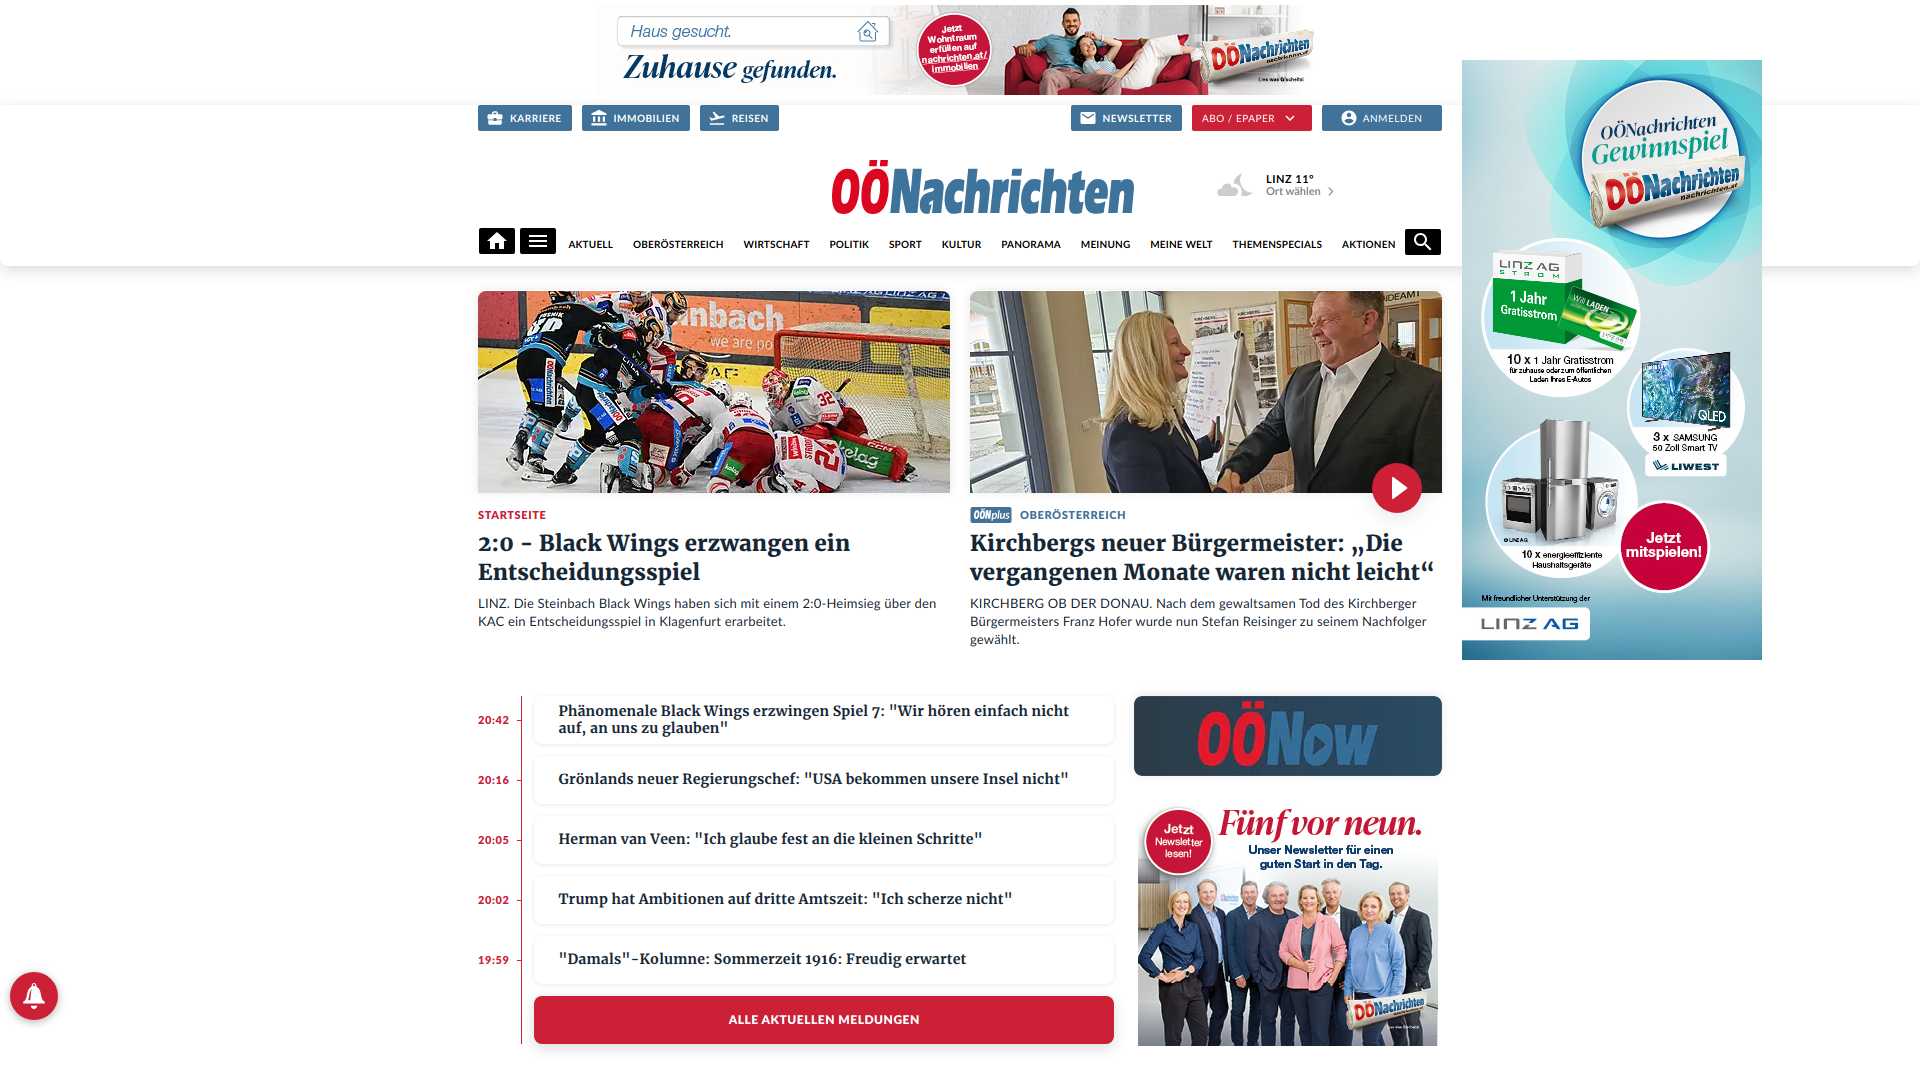 Haus gesucht.
Zuhause gefunden.
Jetzt
Wohntraum
erfüllen auf
nachrichten.at/
immobilien
OÖNachrichten
nachrichten.at
Lies was Gscheits!
KARRIERE
IMMOBILIEN
REISEN
NEWSLETTER
ABO / EPAPER
ANMELDEN
OÖNachrichten
LINZ 11°
Ort wählen
AKTUELL
OBERÖSTERREICH
WIRTSCHAFT
POLITIK
SPORT
KULTUR
PANORAMA
MEINUNG
MEINE WELT
THEMENSPECIALS
AKTIONEN
STARTSEITE
2:0 - Black Wings erzwangen ein
Entscheidungsspiel
LINZ. Die Steinbach Black Wings haben sich mit einem 2:0-Heimsieg über den
KAC ein Entscheidungsspiel in Klagenfurt erarbeitet.
OÖNplus OBERÖSTERREICH
Kirchbergs neuer Bürgermeister: „Die
vergangenen Monate waren nicht leicht“
KIRCHBERG OB DER DONAU. Nach dem gewaltsamen Tod des Kirchberger
Bürgermeisters Franz Hofer wurde nun Stefan Reisinger zu seinem Nachfolger
gewählt.
20:42
Phänomenale Black Wings erzwingen Spiel 7: "Wir hören einfach nicht
auf, an uns zu glauben"
20:16
Grönlands neuer Regierungschef: "USA bekommen unsere Insel nicht"
20:05
Herman van Veen: "Ich glaube fest an die kleinen Schritte"
20:02
Trump hat Ambitionen auf dritte Amtszeit: "Ich scherze nicht"
19:59
"Damals"-Kolumne: Sommerzeit 1916: Freudig erwartet
ALLE AKTUELLEN MELDUNGEN
OÖNow
Jetzt
Newsletter
lesen!
Fünf vor neun.
Unser Newsletter für einen
guten Start in den Tag.
OÖNachrichten
OÖNachrichten
Gewinnspiel
OÖNachrichten
nachrichten.at
LINZ AG
STROM
1 Jahr
Gratisstrom
Will LADEN
10 x 1 Jahr Gratisstrom
für zuhause oder zum öffentlichen
Laden Ihres E-Autos
QLED
3 x SAMSUNG
50 Zoll Smart TV
LIWEST
© LINZ AG
10 x energieeffiziente
Haushaltsgeräte
Jetzt
mitspielen!
Mit freundlicher Unterstützung der
LINZ AG